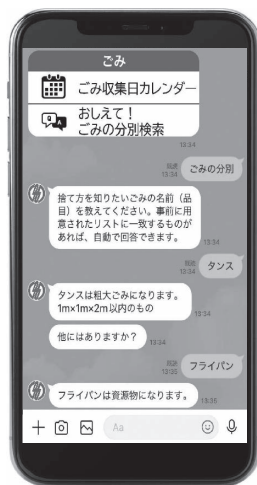 ごみ
ごみ収集日カレンダー
おしえて！
ごみの分別検索
13:34
既読
13:34
ごみの分別
捨て方を知りたいごみの名前（品
目）を教えてください。事前に用
意されたリストに一致するものが
あれば、自動で回答できます。
13:34
既読
13:34
タンス
タンスは粗大ごみになります。
1m×1m×2m以内のもの
13:34
他にはありますか？
13:34
既読
13:35
フライパン
フライパンは資源物になります。
13:35
Aa